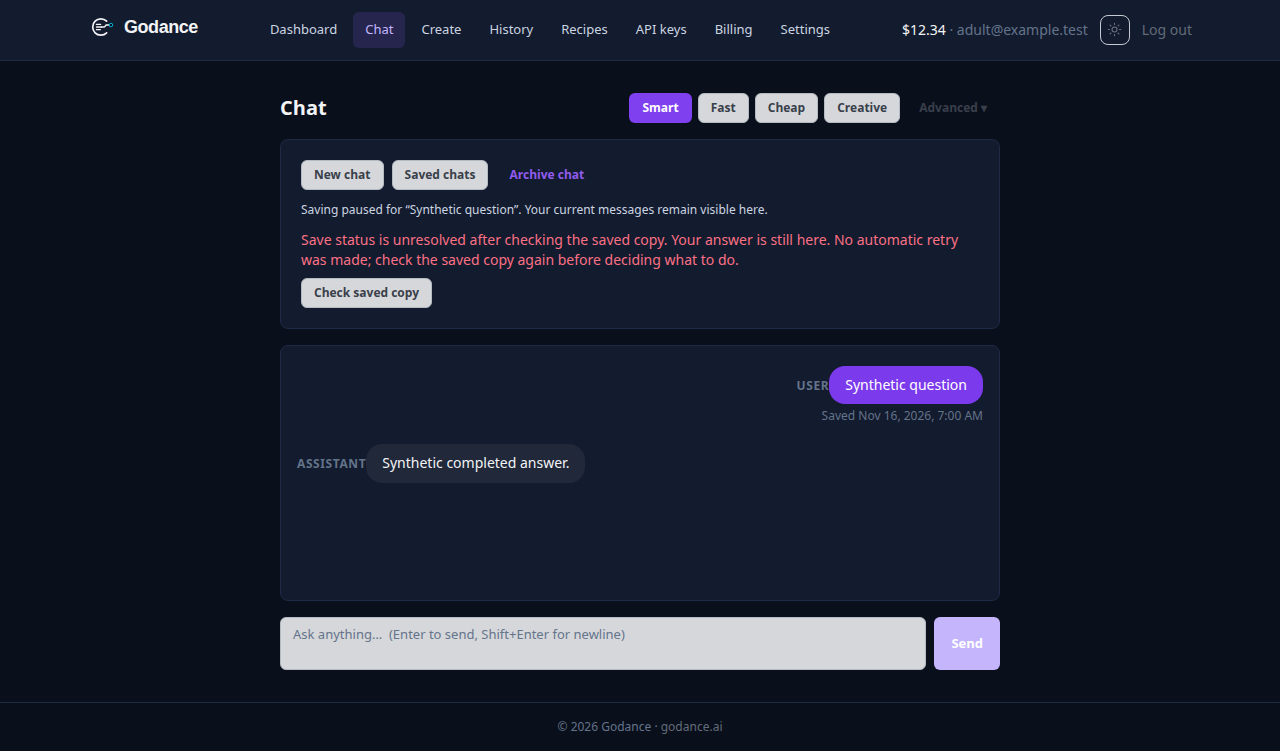 Godance
Dashboard
Chat
Create
History
Recipes
API keys
Billing
Settings
$12.34 · adult@example.test
Log out
Chat
Smart
Fast
Cheap
Creative
Advanced ▾
New chat
Saved chats
Archive chat
Saving paused for “Synthetic question”. Your current messages remain visible here.
Save status is unresolved after checking the saved copy. Your answer is still here. No automatic retry
was made; check the saved copy again before deciding what to do.
Check saved copy
USER
Synthetic question
Saved Nov 16, 2026, 7:00 AM
ASSISTANT
Synthetic completed answer.
Ask anything... (Enter to send, Shift+Enter for newline)
Send
© 2026 Godance · godance.ai